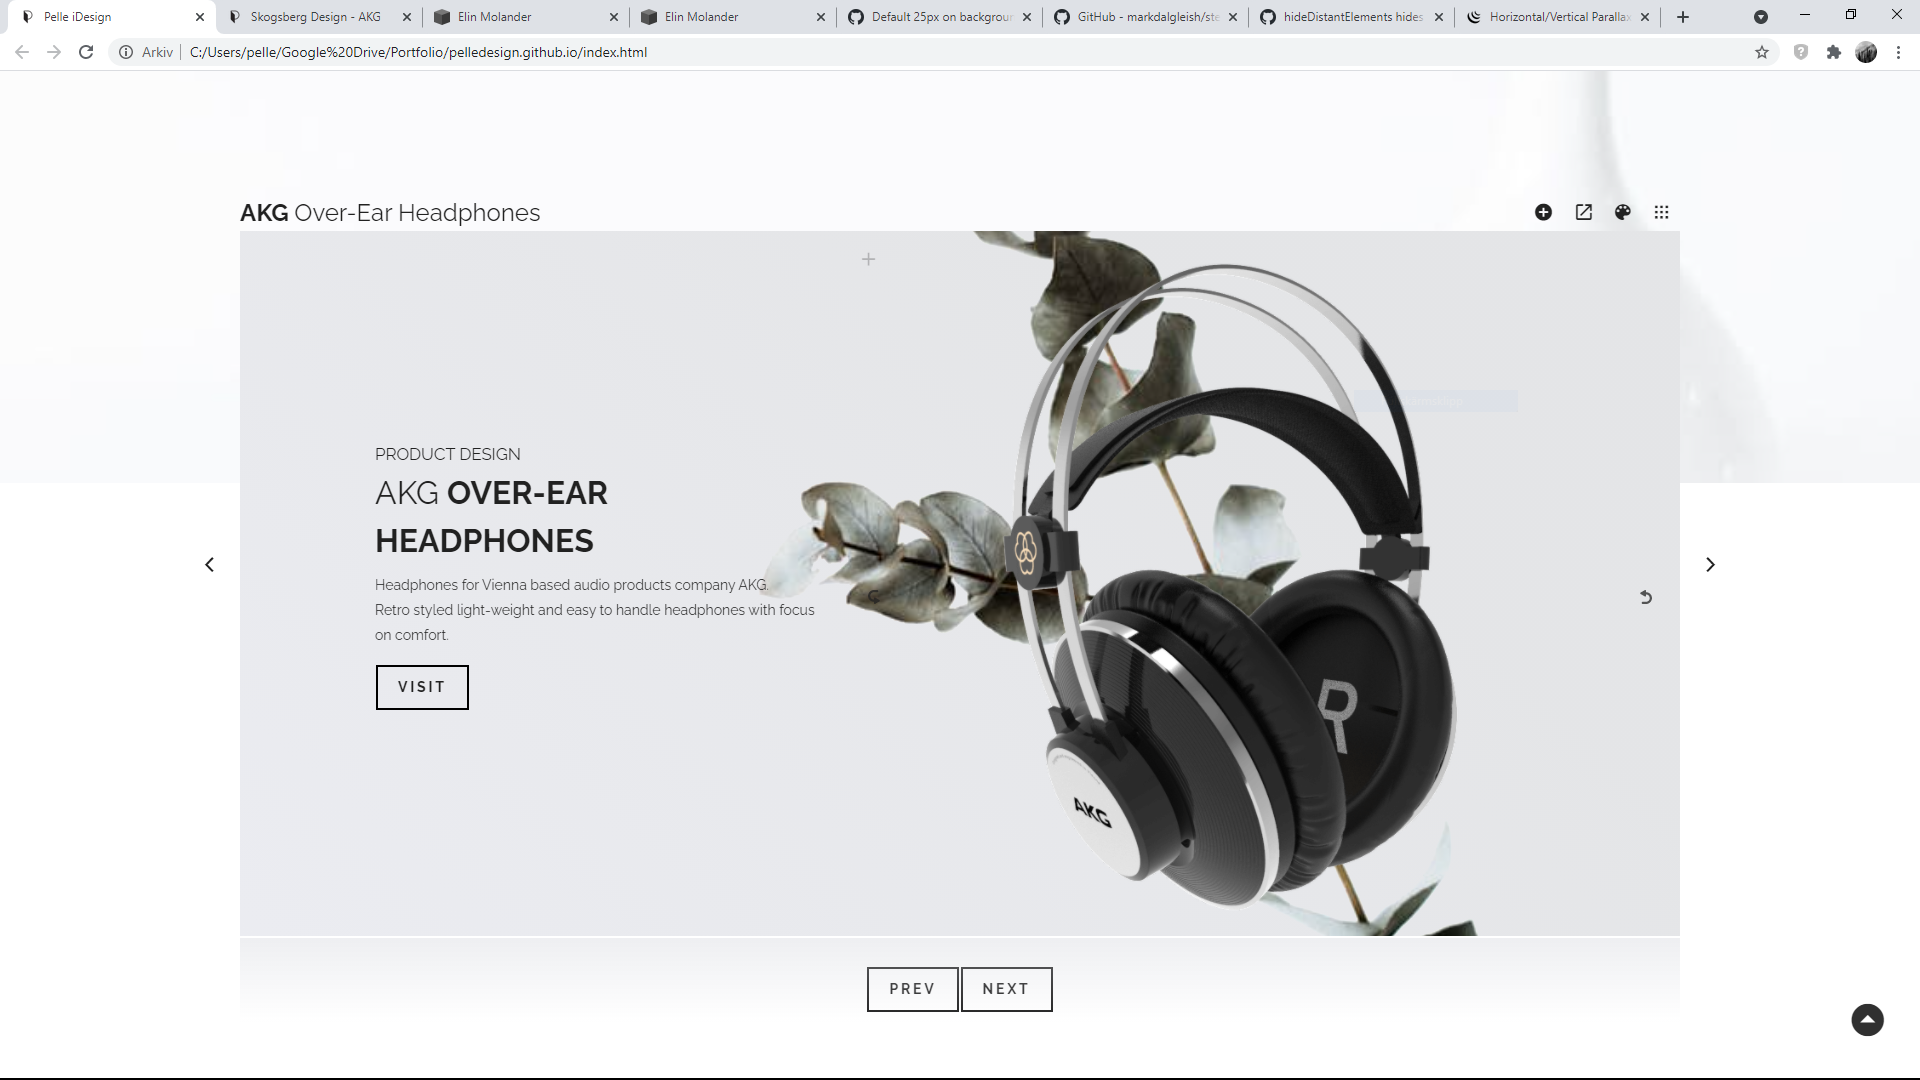 Pelle iDesign
Skogsberg Design - AKG
Elin Molander
Elin Molander
Default 25px on backgroun
GitHub - markdalgleish/ste
hideDistantElements hides
Horizontal/Vertical Parallax
Arkiv
C:/Users/pelle/Google%20Drive/Portfolio/pelledesign.github.io/index.html
AKG Over-Ear Headphones
PRODUCT DESIGN
AKG OVER-EAR
HEADPHONES
Headphones for Vienna based audio products company AKG.
Retro styled light-weight and easy to handle headphones with focus
on comfort.
VISIT
R
AKG
PREV
NEXT